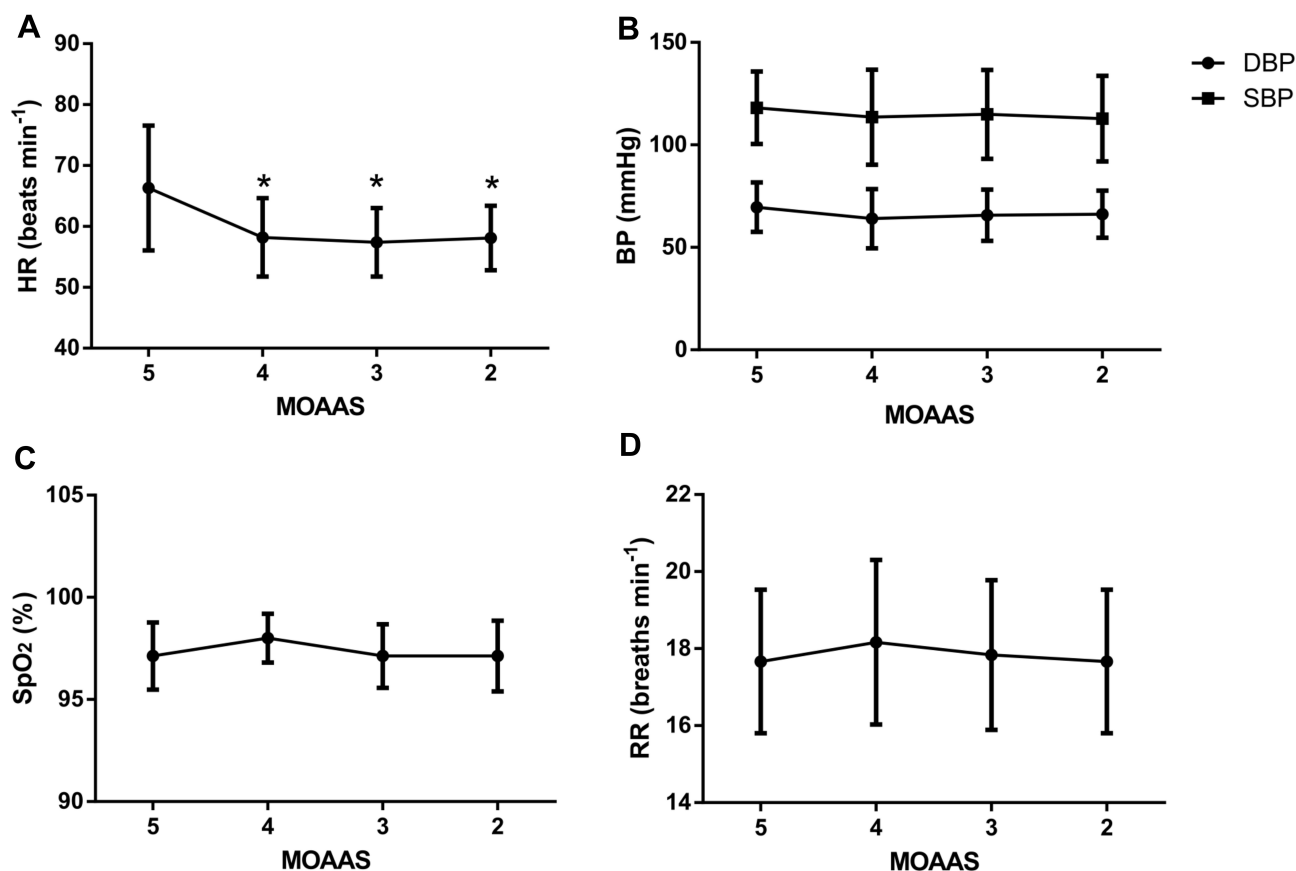 A
HR (beats min-1)
90
80
70
60
50
40
*
*
*
5 4 3 2
MOAAS
B
BP (mmHg)
150
100
50
0
5 4 3 2
MOAAS
DBP
SBP
C
SpO2 (%)
105
100
95
90
5 4 3 2
MOAAS
D
RR (breaths min-1)
22
20
18
16
14
5 4 3 2
MOAAS